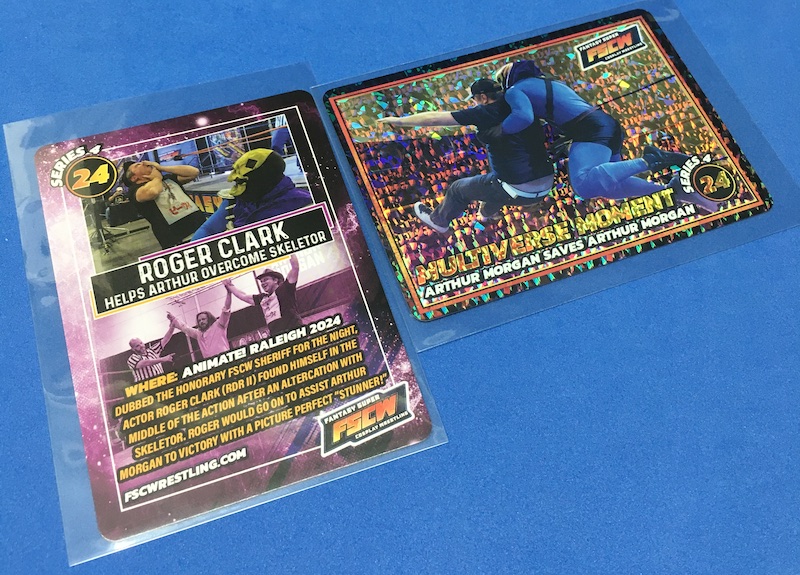 SERIES 4
24
ROGER CLARK
HELPS ARTHUR OVERCOME SKELETOR
WHERE: ANIMATE! RALEIGH 2024
DUBBED THE HONORARY FSCW SHERIFF FOR THE NIGHT,
ACTOR ROGER CLARK (RDR II) FOUND HIMSELF IN THE
MIDDLE OF THE ACTION AFTER AN ALTERCATION WITH
SKELETOR. ROGER WOULD GO ON TO ASSIST ARTHUR
MORGAN TO VICTORY WITH A PICTURE PERFECT "STUNNER!"
FSCWRESTLING.COM
FANTASY SUPER
FSCW
COSPLAY WRESTLING
FANTASY SUPER
FSCW
COSPLAY WRESTLING
SERIES 4
24
MULTIVERSE MOMENT
ARTHUR MORGAN SAVES ARTHUR MORGAN